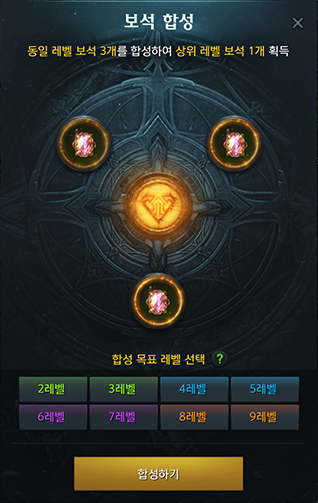 보석 합성
동일 레벨 보석 3개를 합성하여 상위 레벨 보석 1개 획득
합성 목표 레벨 선택 ?
2레벨 3레벨 4레벨 5레벨
6레벨 7레벨 8레벨 9레벨
합성하기